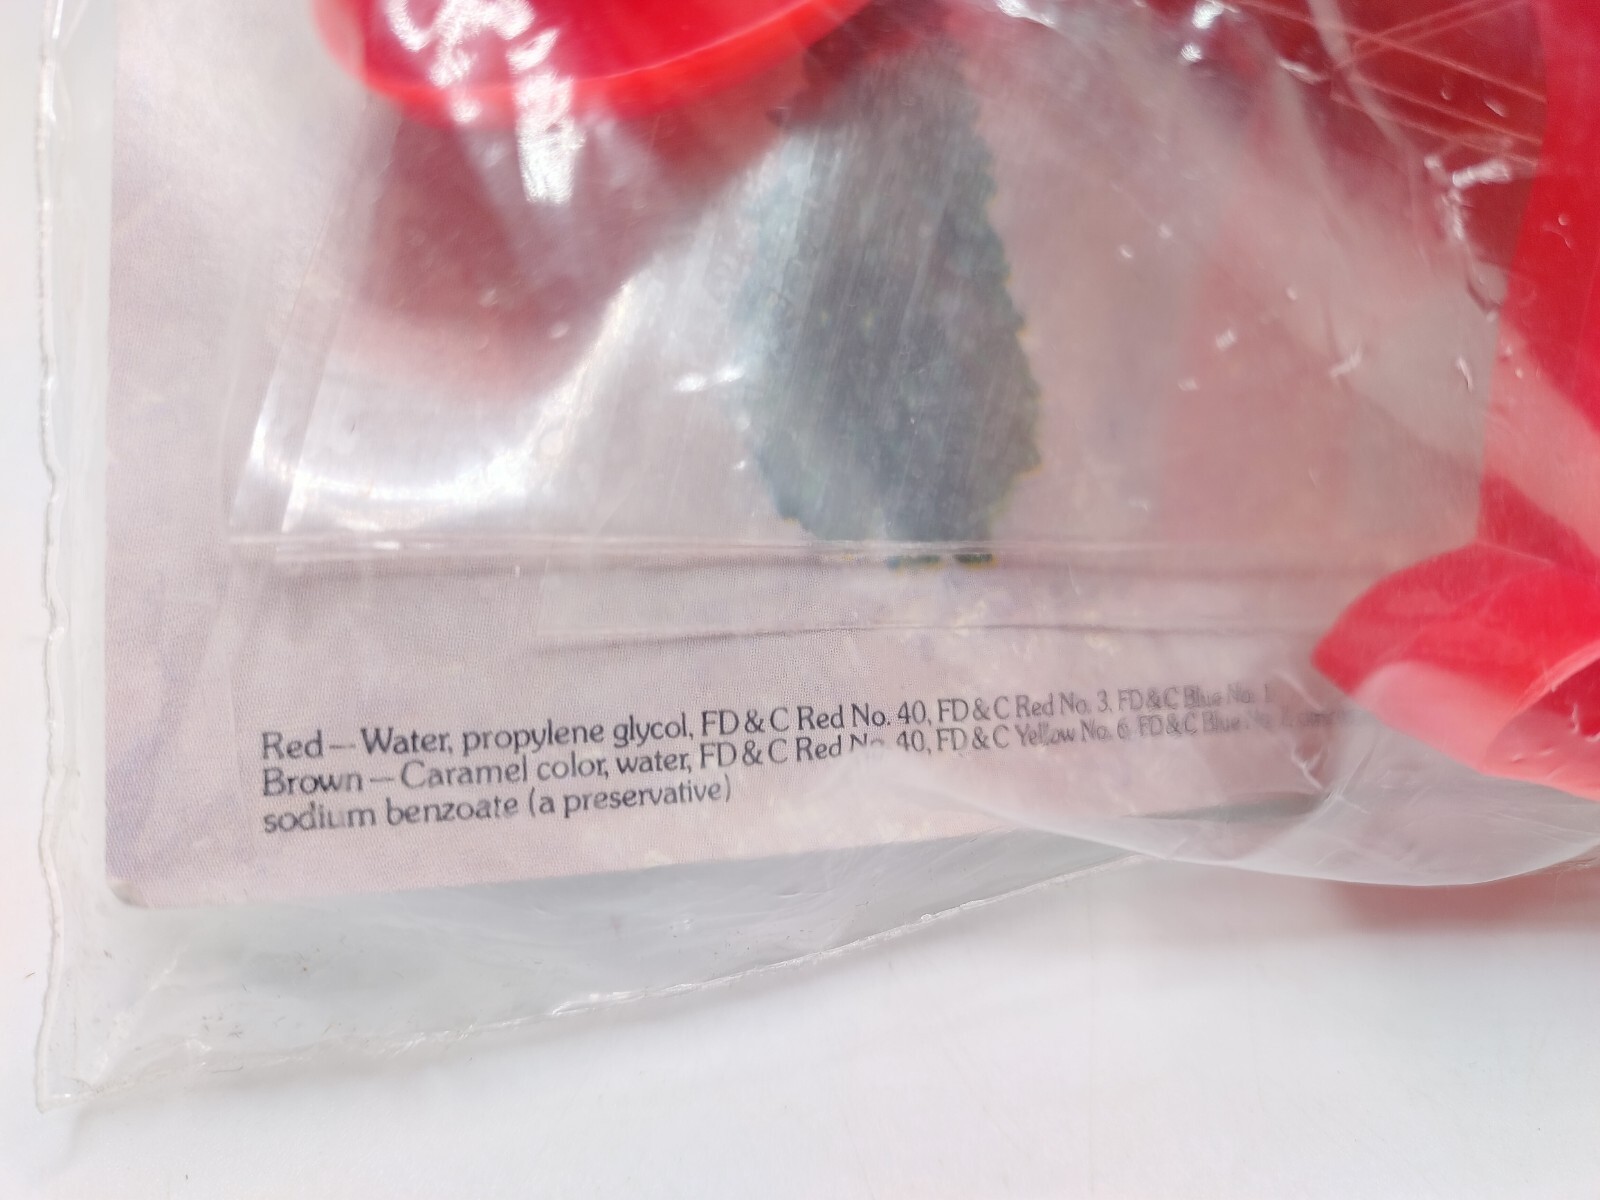 Red — Water, propylene glycol, FD & C Red No. 40, FD & C Red No. 3, FD & C Blue No. 1
Brown — Caramel color, water, FD & C Red No. 40, FD & C Yellow No. 6 FD & C Blue
sodium benzoate (a preservative)